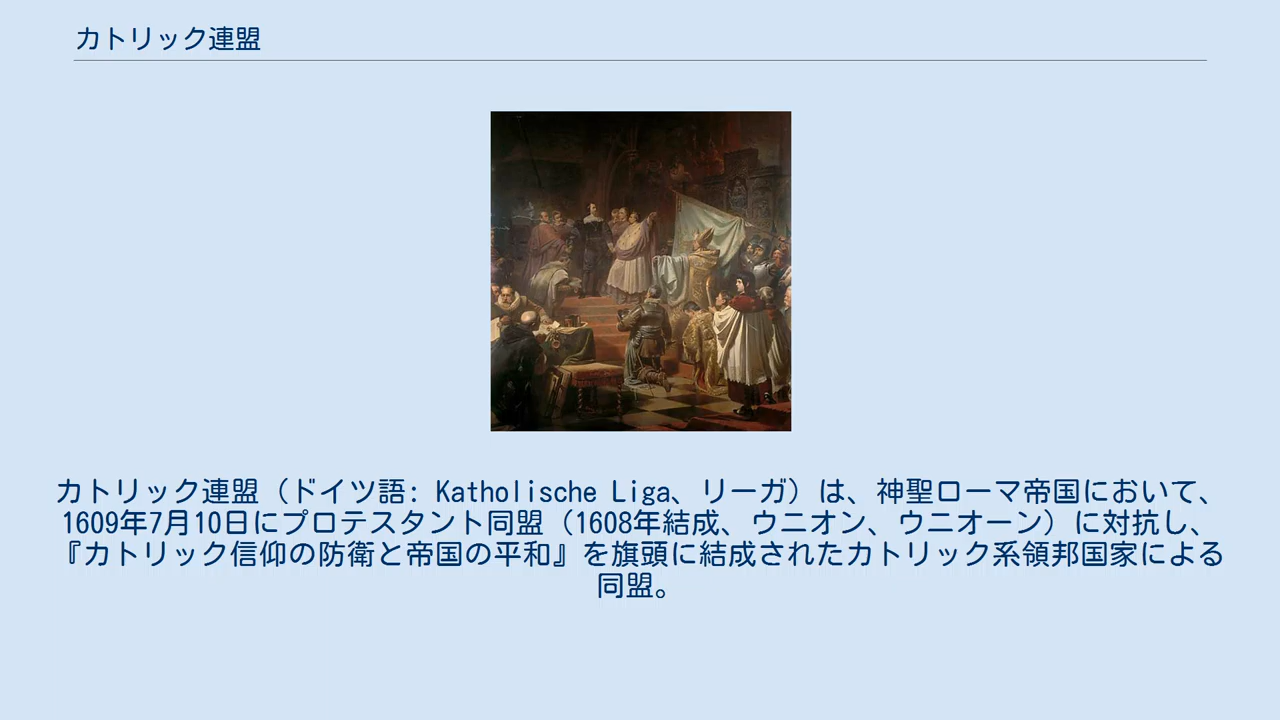 カトリック連盟
カトリック連盟（ドイツ語: Katholische Liga、リーガ）は、神聖ローマ帝国において、
1609年7月10日にプロテスタント同盟（1608年結成、ウニオン、ウニオーン）に対抗し、
『カトリック信仰の防衛と帝国の平和』を旗頭に結成されたカトリック系領邦国家による
同盟。